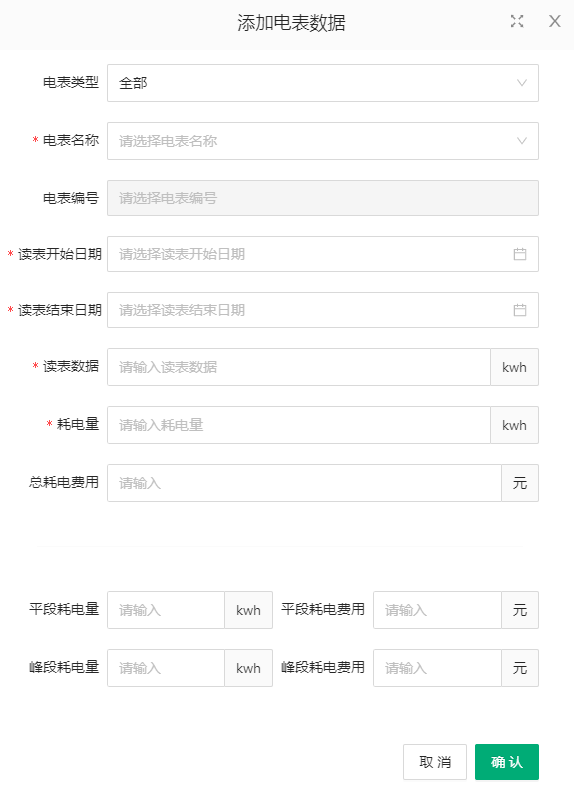 添加电表数据
电表类型 全部
* 电表名称 请选择电表名称
电表编号 请选择电表编号
* 读表开始日期 请选择读表开始日期
* 读表结束日期 请选择读表结束日期
* 读表数据 请输入读表数据 kwh
* 耗电量 请输入耗电量 kwh
总耗电费用 请输入 元
平段耗电量 请输入 kwh 平段耗电费用 请输入 元
峰段耗电量 请输入 kwh 峰段耗电费用 请输入 元
取 消 确 认